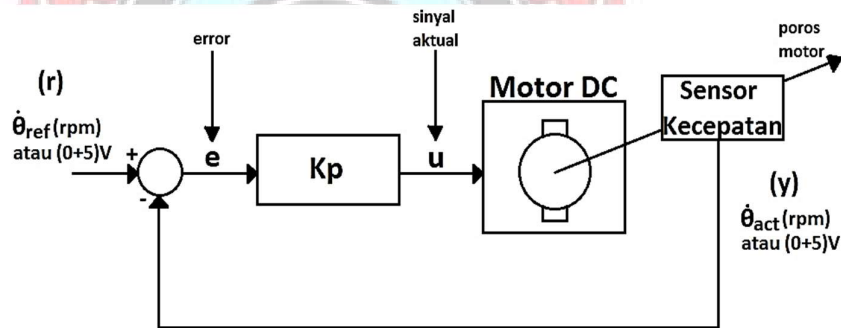 (r)
θ̇ref (rpm)
atau (0+5)V
+
-
error
e
Kp
sinyal
aktual
u
Motor DC
Sensor
Kecepatan
poros
motor
(y)
θ̇act (rpm)
atau (0+5)V